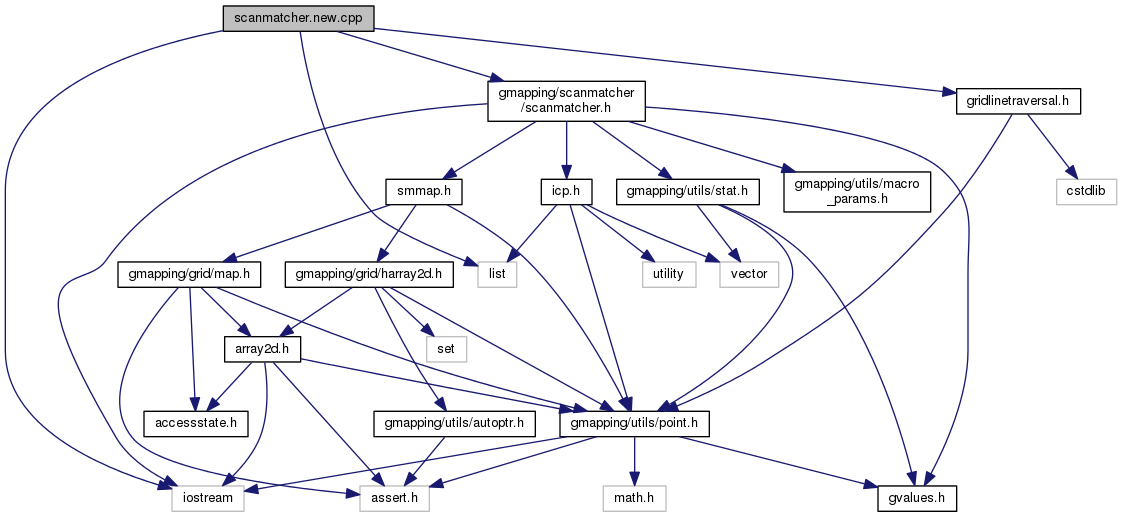 scanmatcher.new.cpp
gmapping/scanmatcher
/scanmatcher.h
gridlinetraversal.h
smmap.h
icp.h
gmapping/utils/stat.h
gmapping/utils/macro
_params.h
cstdlib
gmapping/grid/map.h
gmapping/grid/harray2d.h
list
utility
vector
array2d.h
set
accessstate.h
gmapping/utils/autoptr.h
gmapping/utils/point.h
iostream
assert.h
math.h
gvalues.h